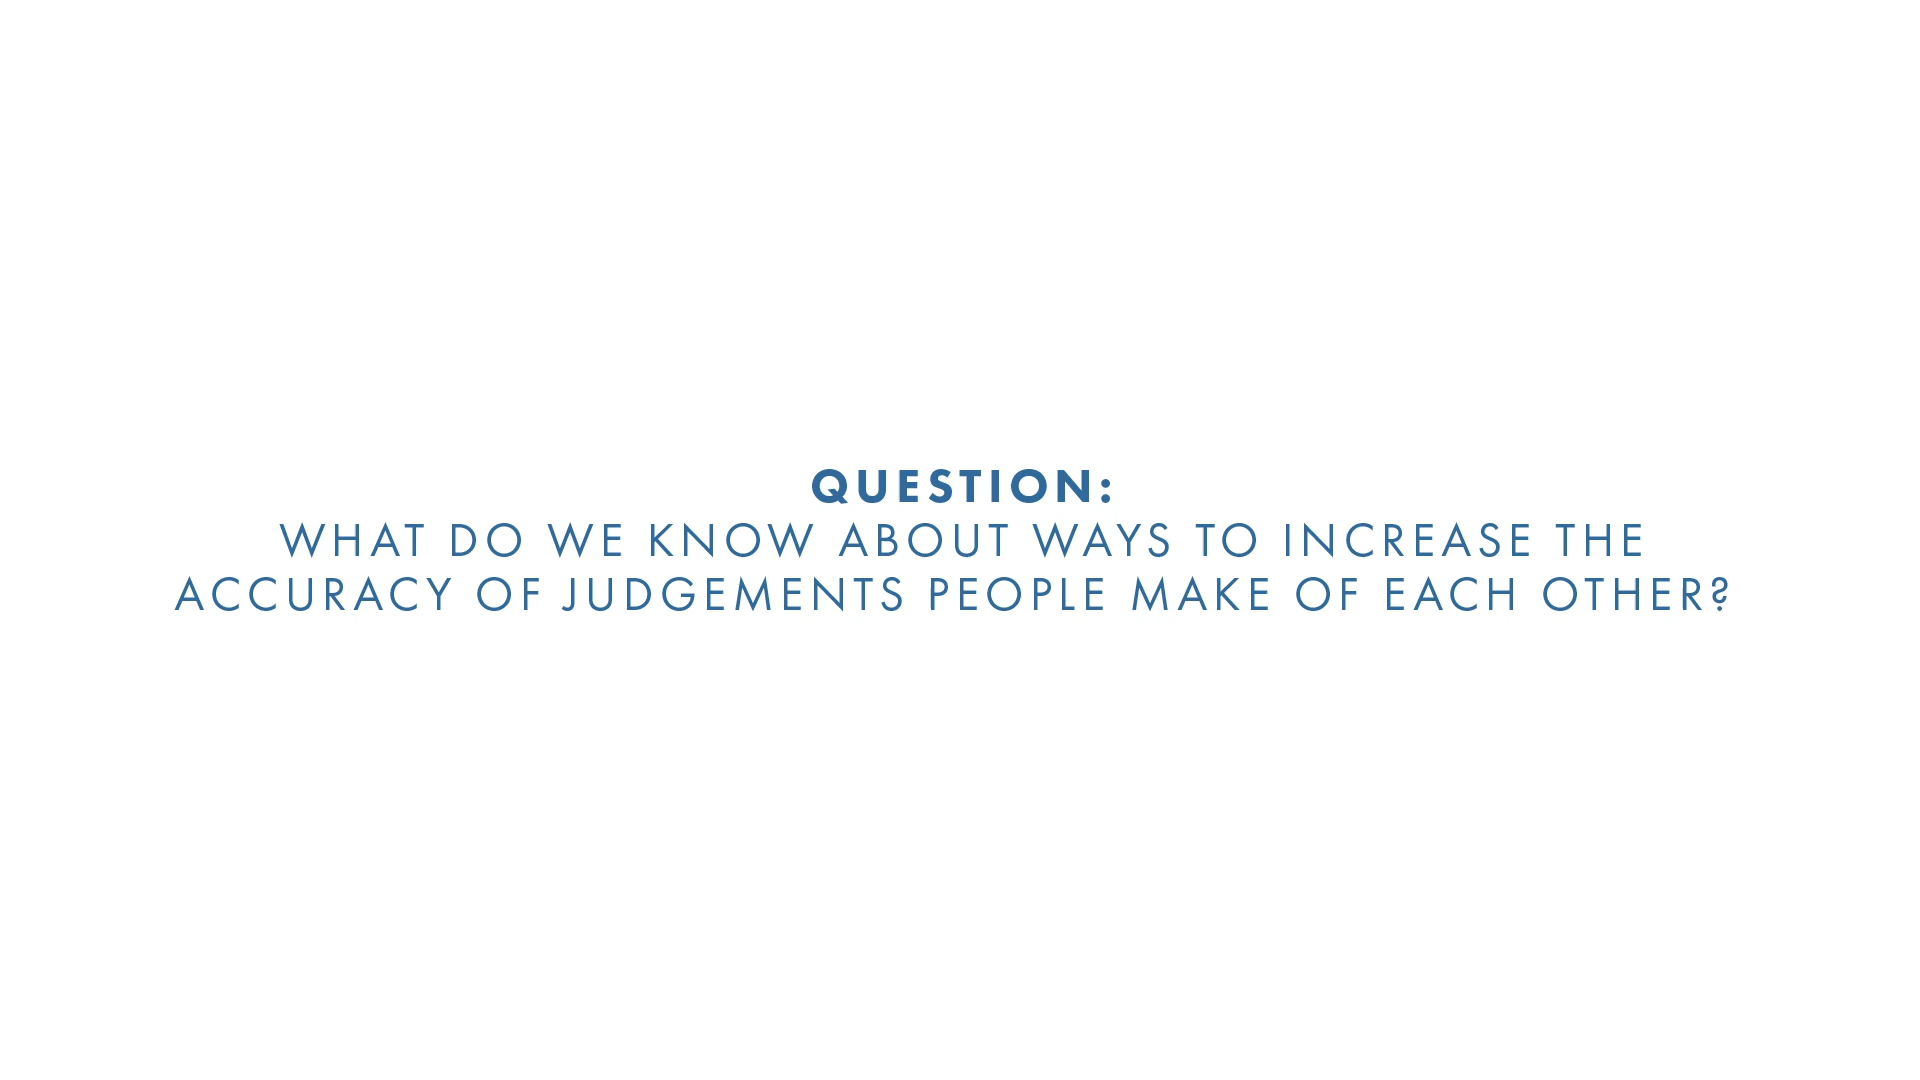 QUESTION:
WHAT DO WE KNOW ABOUT WAYS TO INCREASE THE
ACCURACY OF JUDGEMENTS PEOPLE MAKE OF EACH OTHER?